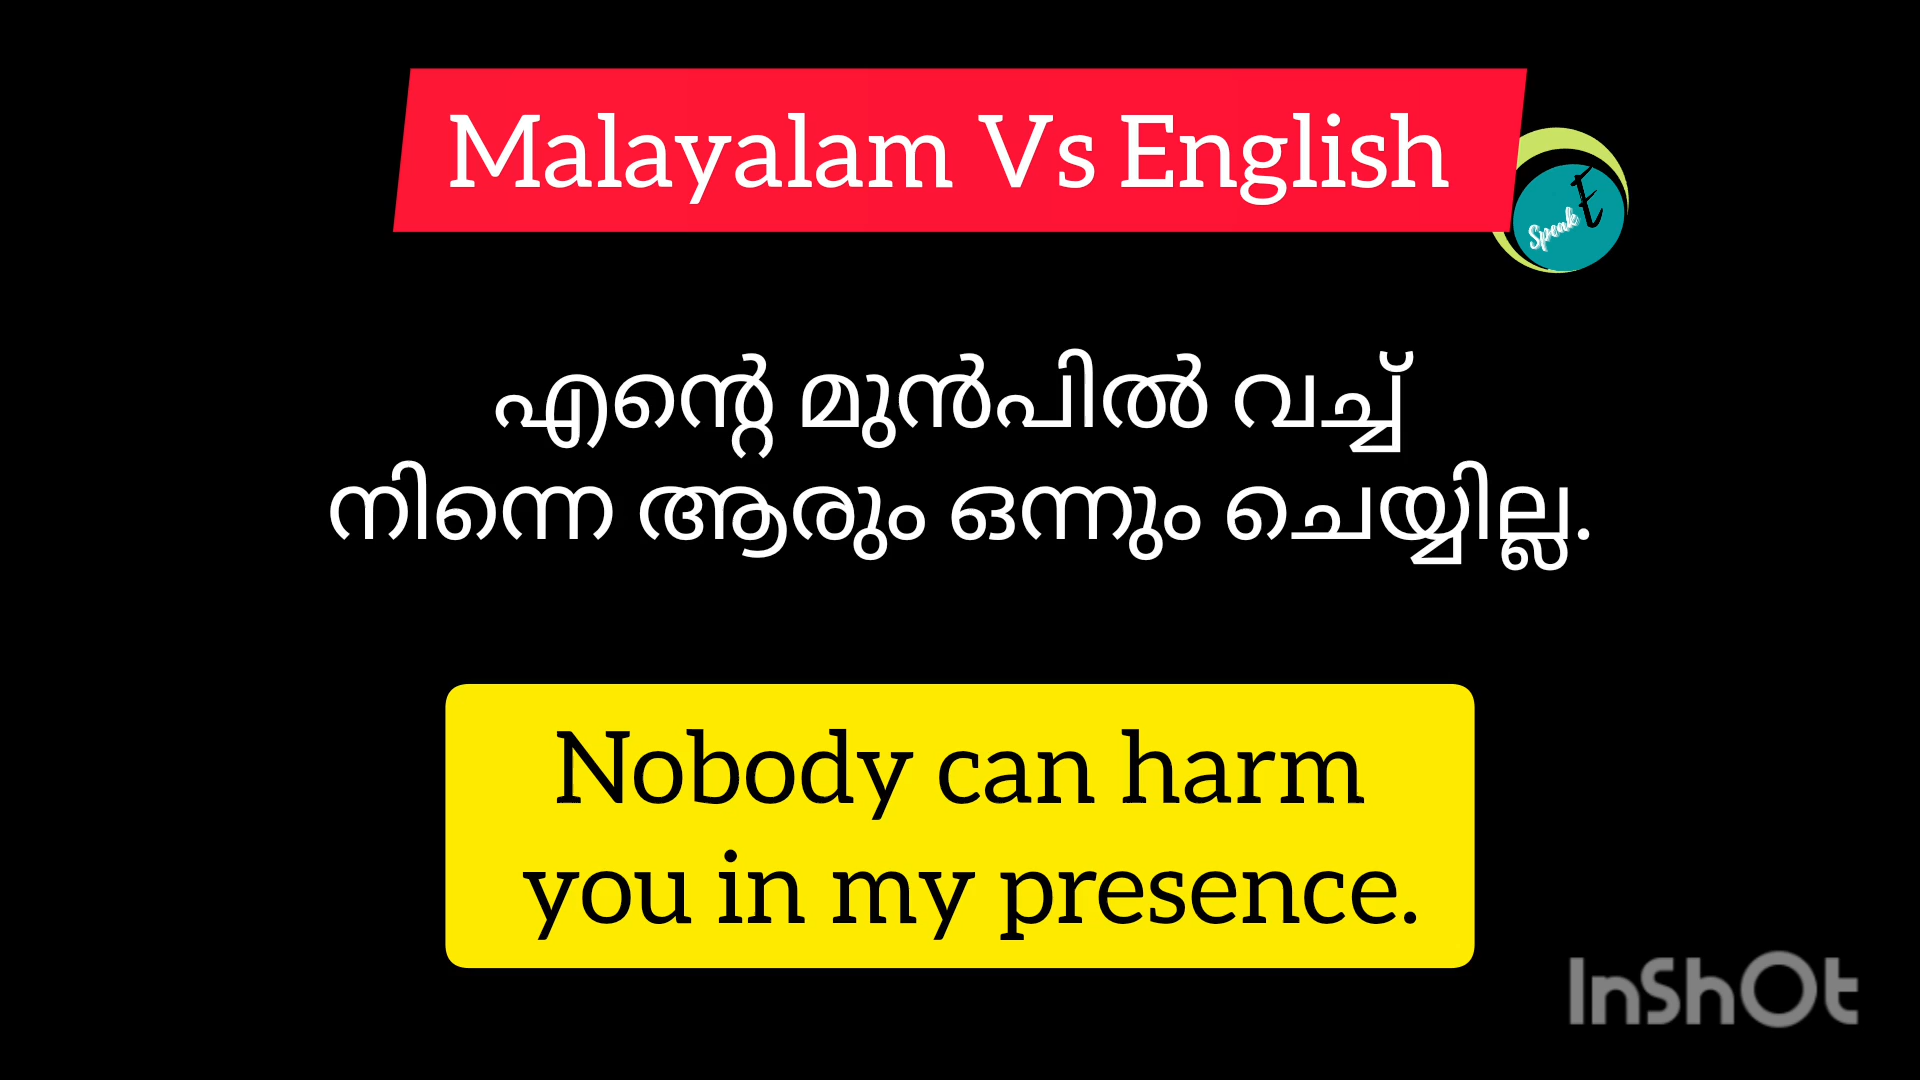 Malayalam Vs English
Speak E
എന്റെ മുൻപിൽ വച്ച്
നിന്നെ ആരും ഒന്നും ചെയ്യില്ല.
Nobody can harm
you in my presence.
InShOt